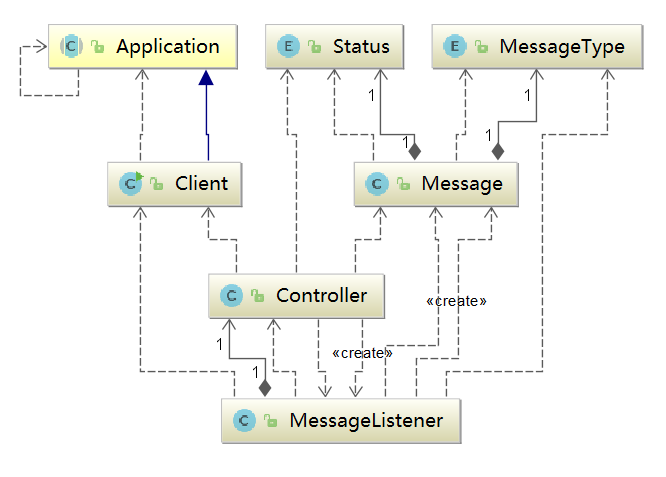 C Application
E Status
E MessageType
1
1
1
1
C Client
C Message
C Controller
«create»
1
«create»
1
C MessageListener